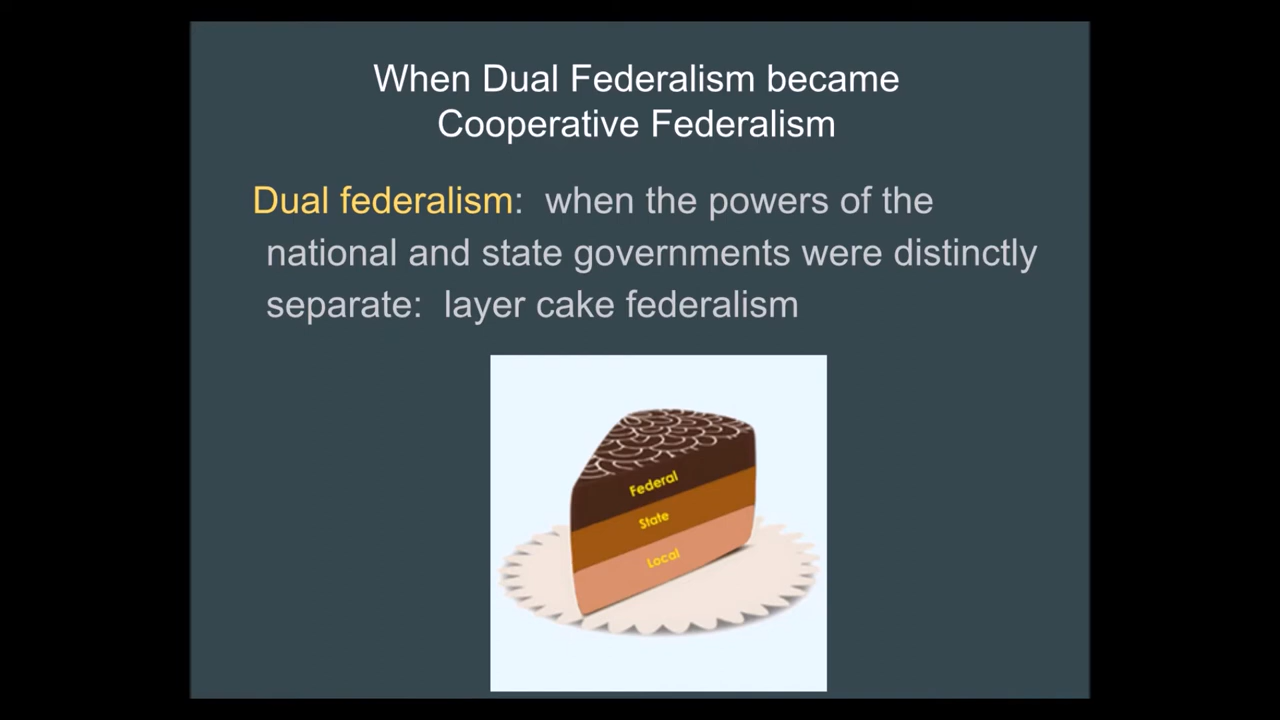 When Dual Federalism became
Cooperative Federalism
Dual federalism:  when the powers of the
national and state governments were distinctly
separate:  layer cake federalism
Federal
State
Local